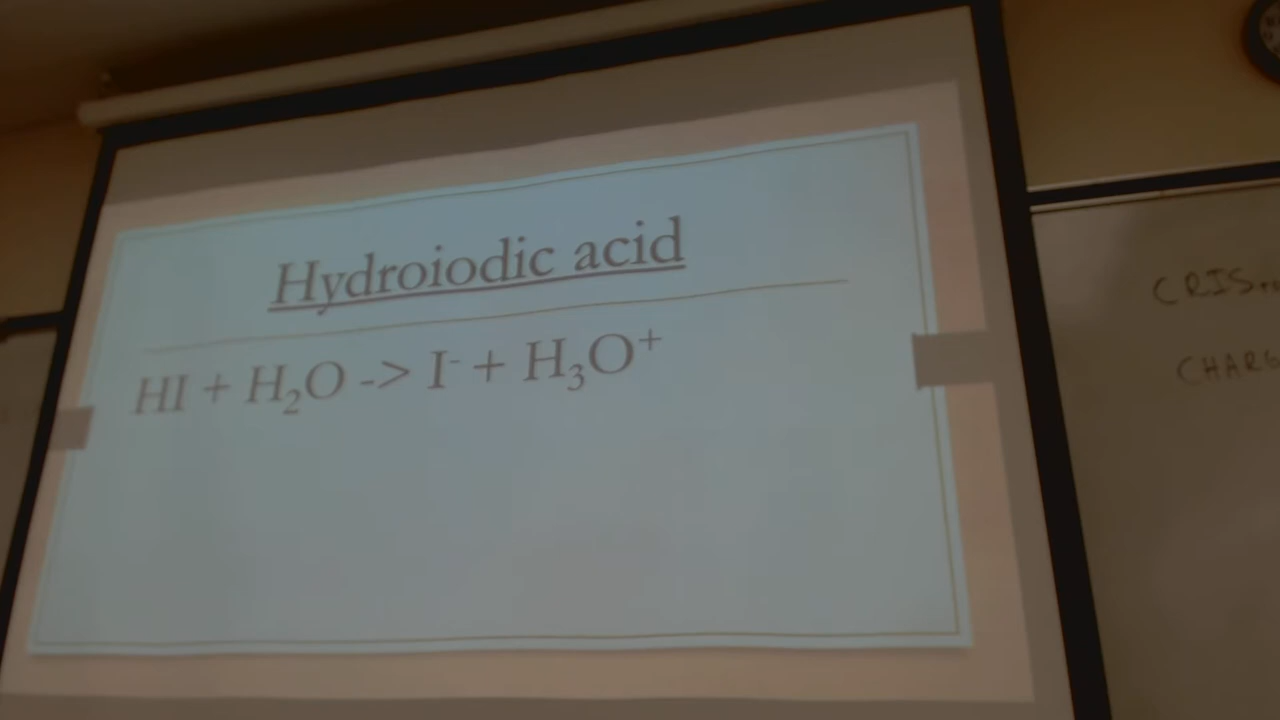 Hydroiodic acid
HI + H₂O -> I⁻ + H₃O⁺